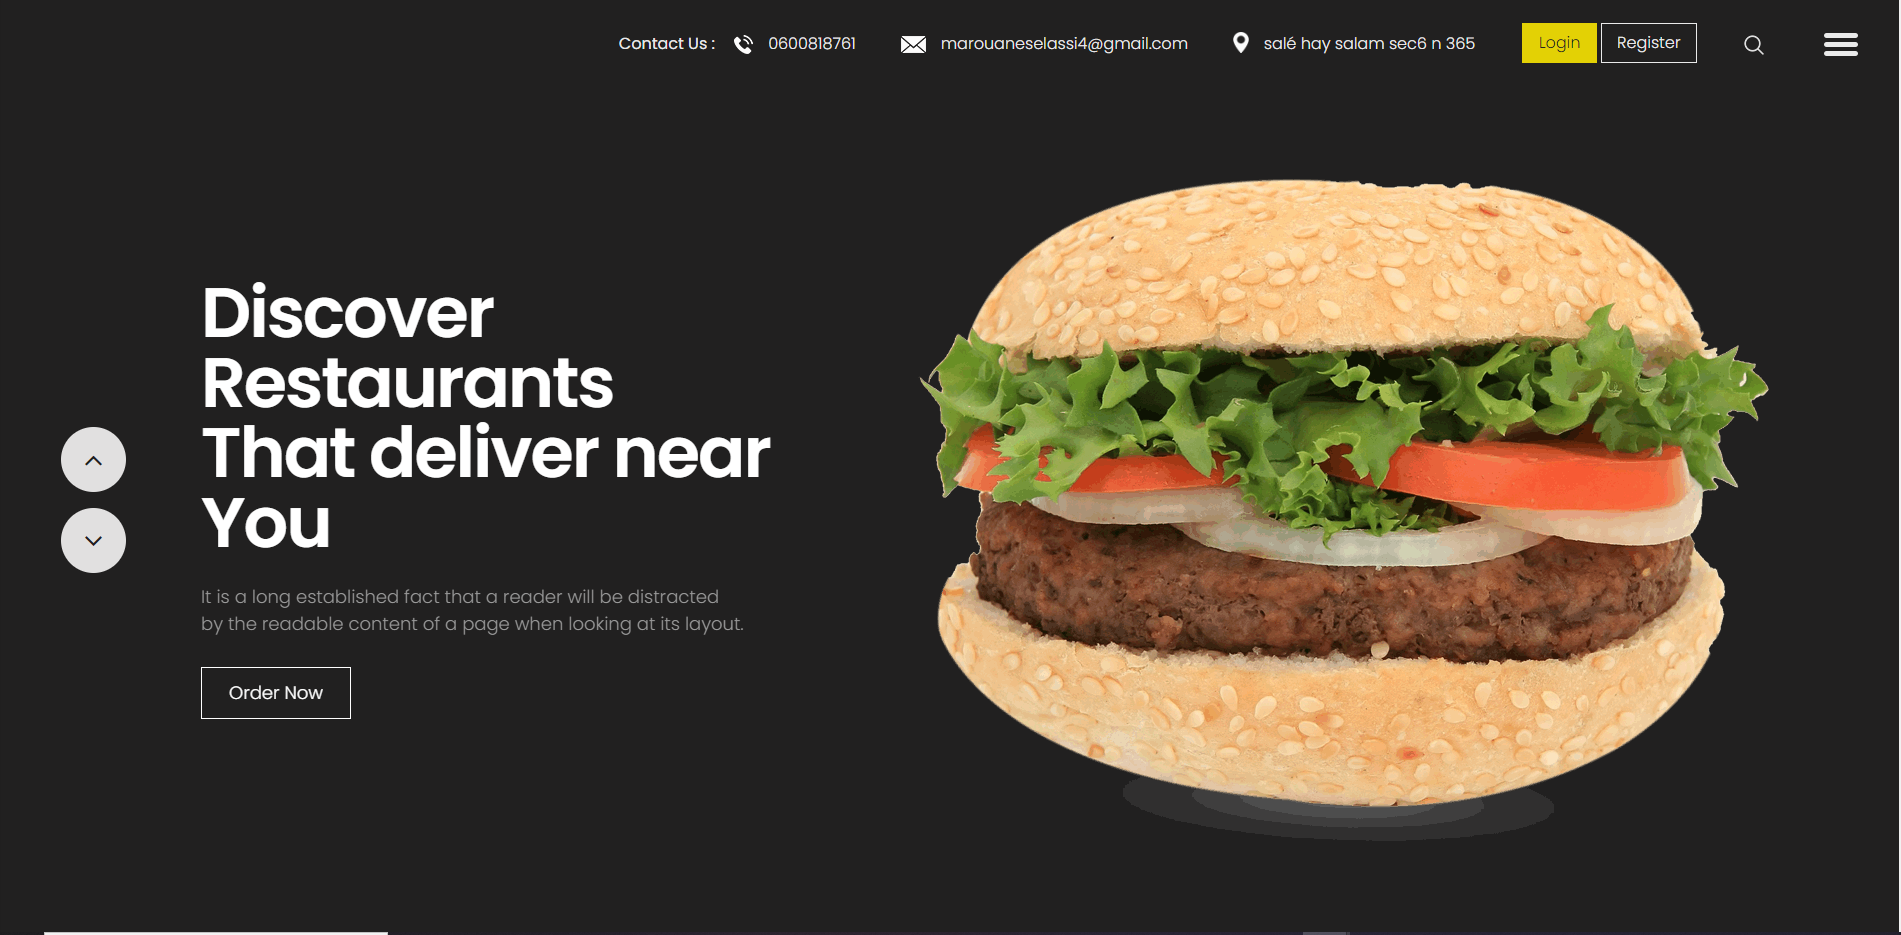 Contact Us : 0600818761 marouaneselassi4@gmail.com salé hay salam sec6 n 365 Login Register
Discover
Restaurants
That deliver near
You
It is a long established fact that a reader will be distracted
by the readable content of a page when looking at its layout.
Order Now